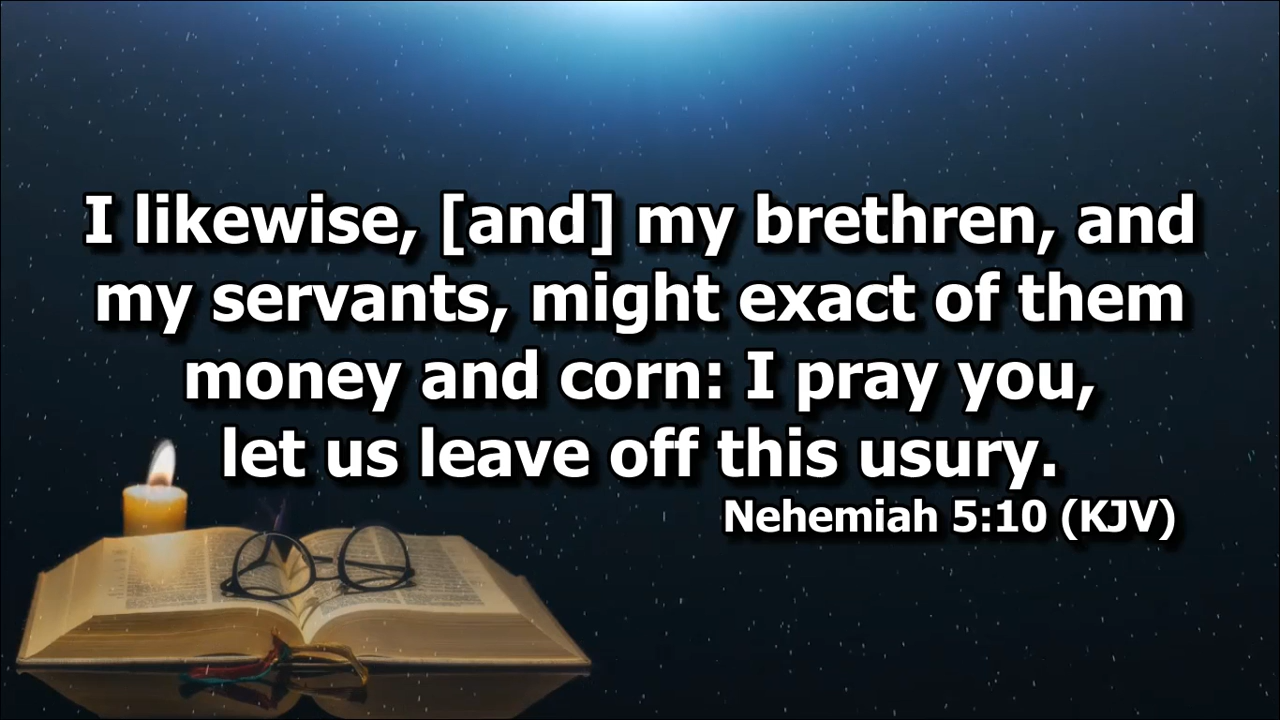 I likewise, [and] my brethren, and
my servants, might exact of them
money and corn: I pray you,
let us leave off this usury.
Nehemiah 5:10 (KJV)